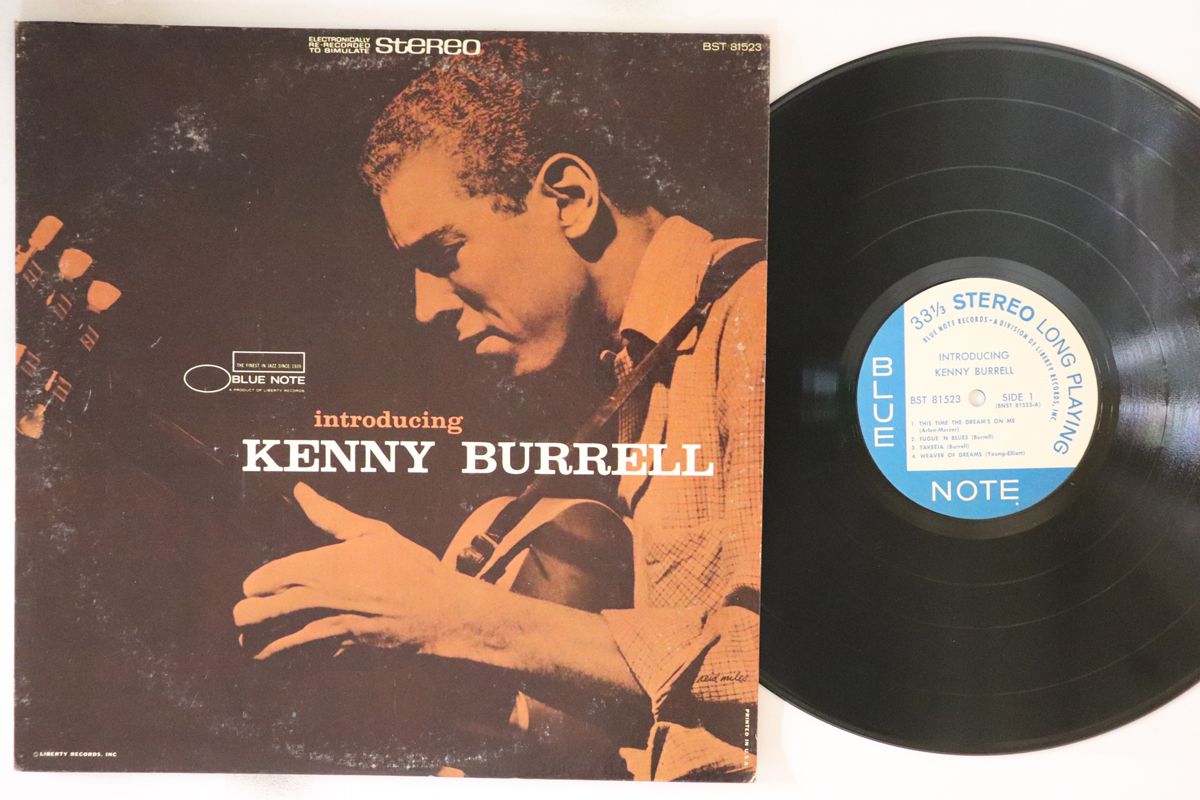 ELECTRONICALLY
RE-RECORDED
TO SIMULATE
STEREO
BST 81523
THE FINEST IN JAZZ SINCE 1939
BLUE NOTE
A PRODUCT OF LIBERTY RECORDS
introducing
KENNY BURRELL
reid miles
PRINTED IN U.S.A.
© LIBERTY RECORDS, INC
33 1/3 STEREO LONG PLAYING
BLUE NOTE RECORDS - A DIVISION OF LIBERTY RECORDS, INC.
INTRODUCING
KENNY BURRELL
BST 81523 SIDE 1
(BNST 81523-A)
1. THIS TIME THE DREAM'S ON ME
(Arlen-Mercer)
2. FUGUE 'N BLUES (Burrell)
3. TAKEEIA (Burrell)
4. WEAVER OF DREAMS (Young-Elliott)
BLUE
NOTE